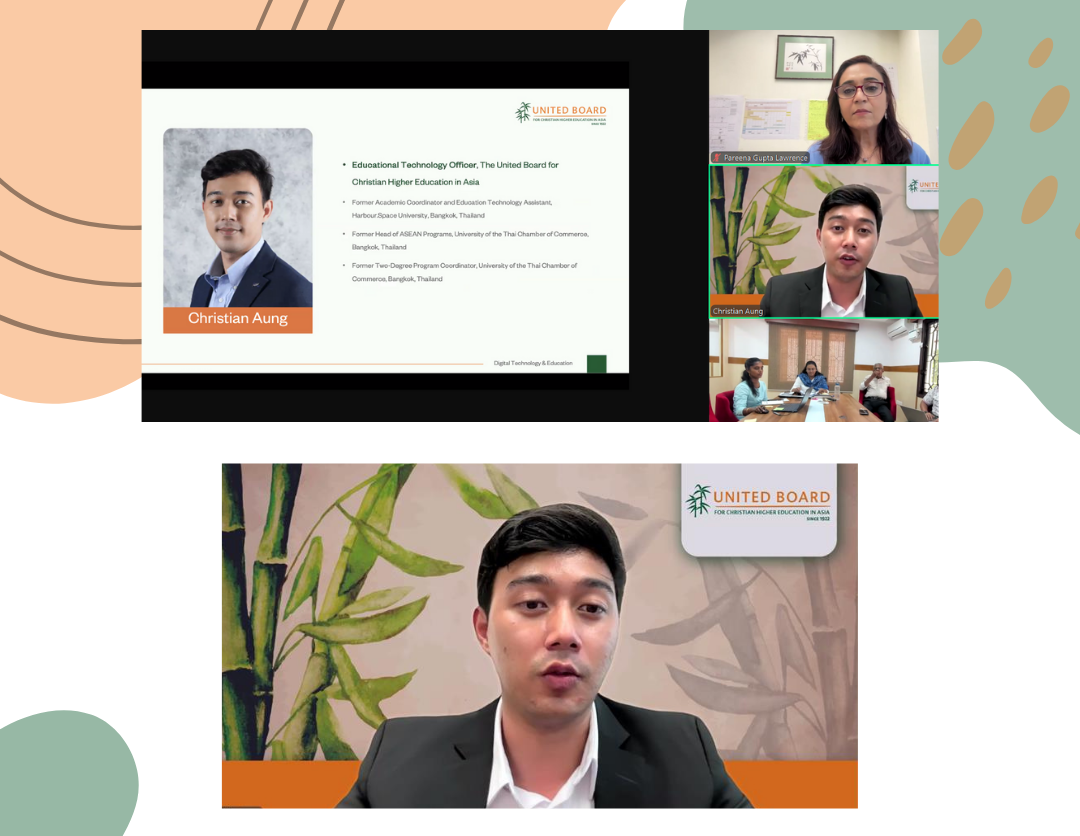 UNITED BOARD
FOR CHRISTIAN HIGHER EDUCATION IN ASIA
SINCE 1922
• Educational Technology Officer, The United Board for
Christian Higher Education in Asia
• Former Academic Coordinator and Education Technology Assistant,
Harbour.Space University, Bangkok, Thailand
• Former Head of ASEAN Programs, University of the Thai Chamber of Commerce,
Bangkok, Thailand
• Former Two-Degree Program Coordinator, University of the Thai Chamber of
Commerce, Bangkok, Thailand
Christian Aung
Digital Technology & Education
Pareena Gupta Lawrence
UNITE
Christian Aung
UNITED BOARD
FOR CHRISTIAN HIGHER EDUCATION IN ASIA
SINCE 1922